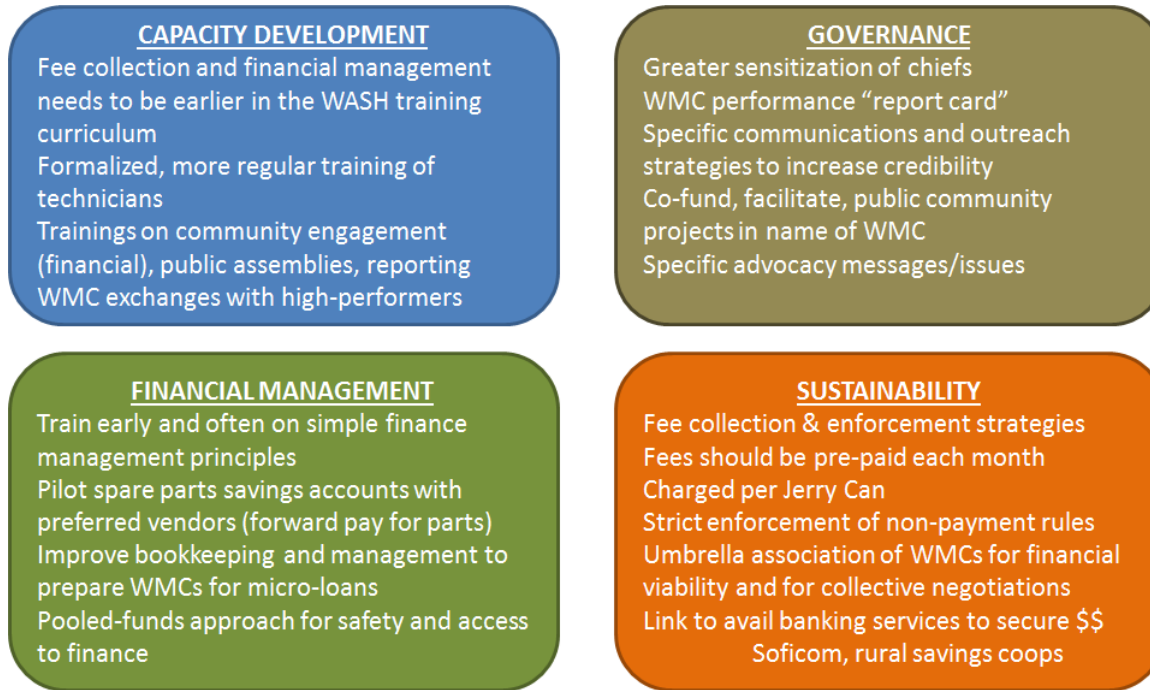 CAPACITY DEVELOPMENT
Fee collection and financial management
needs to be earlier in the WASH training
curriculum
Formalized, more regular training of
technicians
Trainings on community engagement
(financial), public assemblies, reporting
WMC exchanges with high-performers
GOVERNANCE
Greater sensitization of chiefs
WMC performance “report card”
Specific communications and outreach
strategies to increase credibility
Co-fund, facilitate, public community
projects in name of WMC
Specific advocacy messages/issues
FINANCIAL MANAGEMENT
Train early and often on simple finance
management principles
Pilot spare parts savings accounts with
preferred vendors (forward pay for parts)
Improve bookkeeping and management to
prepare WMCs for micro-loans
Pooled-funds approach for safety and access
to finance
SUSTAINABILITY
Fee collection & enforcement strategies
Fees should be pre-paid each month
Charged per Jerry Can
Strict enforcement of non-payment rules
Umbrella association of WMCs for financial
viability and for collective negotiations
Link to avail banking services to secure $$
Soficom, rural savings coops